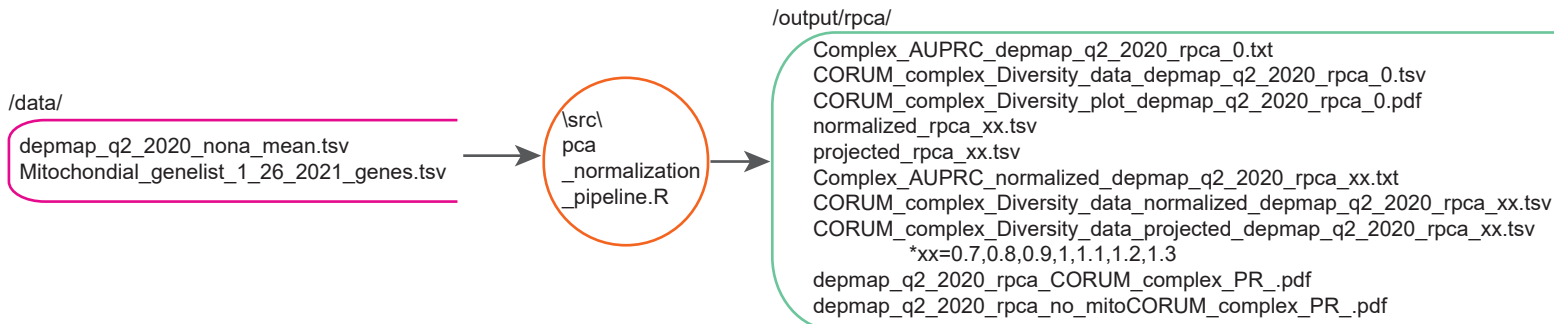 /data/
depmap_q2_2020_nona_mean.tsv
Mitochondial_genelist_1_26_2021_genes.tsv
\src\
pca
_normalization
_pipeline.R
/output/rpca/
Complex_AUPRC_depmap_q2_2020_rpca_0.txt
CORUM_complex_Diversity_data_depmap_q2_2020_rpca_0.tsv
CORUM_complex_Diversity_plot_depmap_q2_2020_rpca_0.pdf
normalized_rpca_xx.tsv
projected_rpca_xx.tsv
Complex_AUPRC_normalized_depmap_q2_2020_rpca_xx.txt
CORUM_complex_Diversity_data_normalized_depmap_q2_2020_rpca_xx.tsv
CORUM_complex_Diversity_data_projected_depmap_q2_2020_rpca_xx.tsv
*xx=0.7,0.8,0.9,1,1.1,1.2,1.3
depmap_q2_2020_rpca_CORUM_complex_PR_.pdf
depmap_q2_2020_rpca_no_mitoCORUM_complex_PR_.pdf